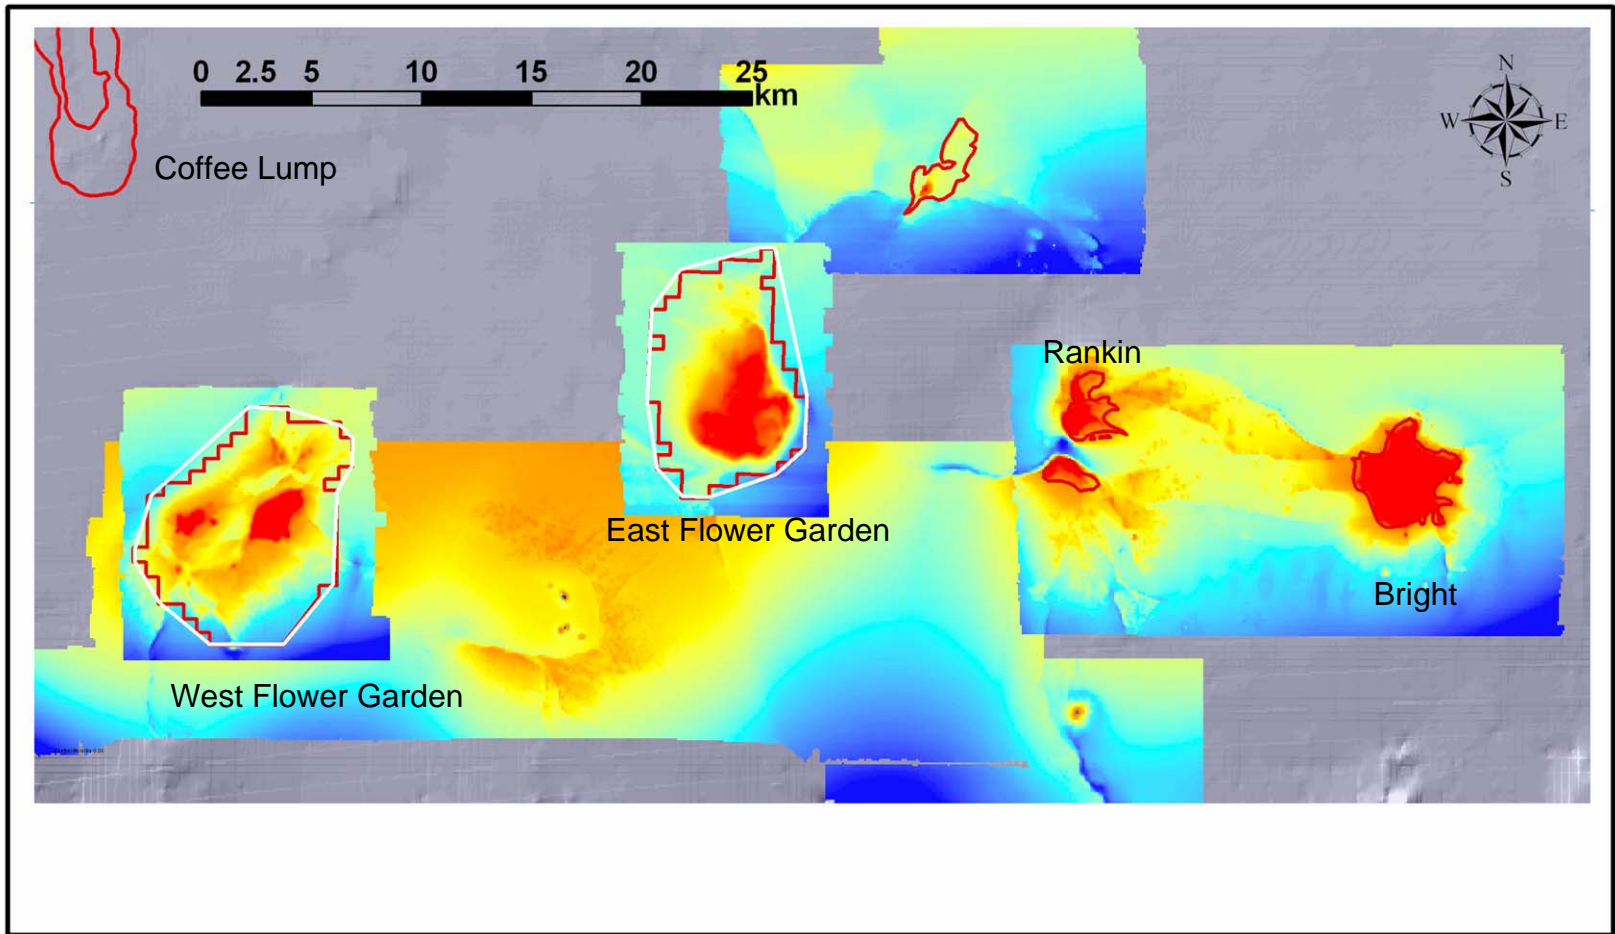 0 2.5 5 10 15 20 25
km
N
W E
S
Coffee Lump
Rankin
East Flower Garden
Bright
West Flower Garden